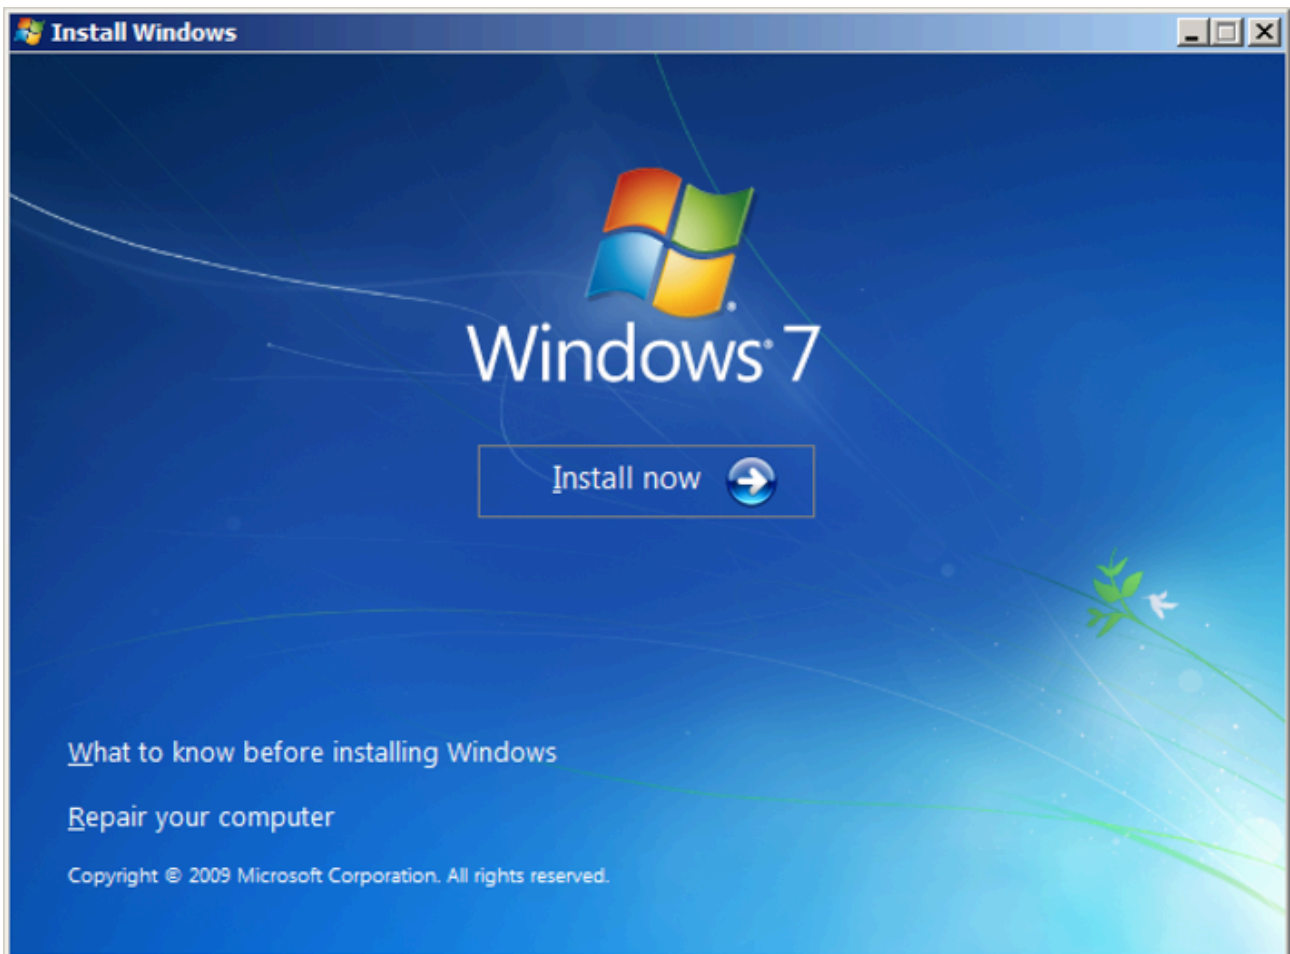 Install Windows
Windows® 7
Install now
What to know before installing Windows
Repair your computer
Copyright © 2009 Microsoft Corporation. All rights reserved.